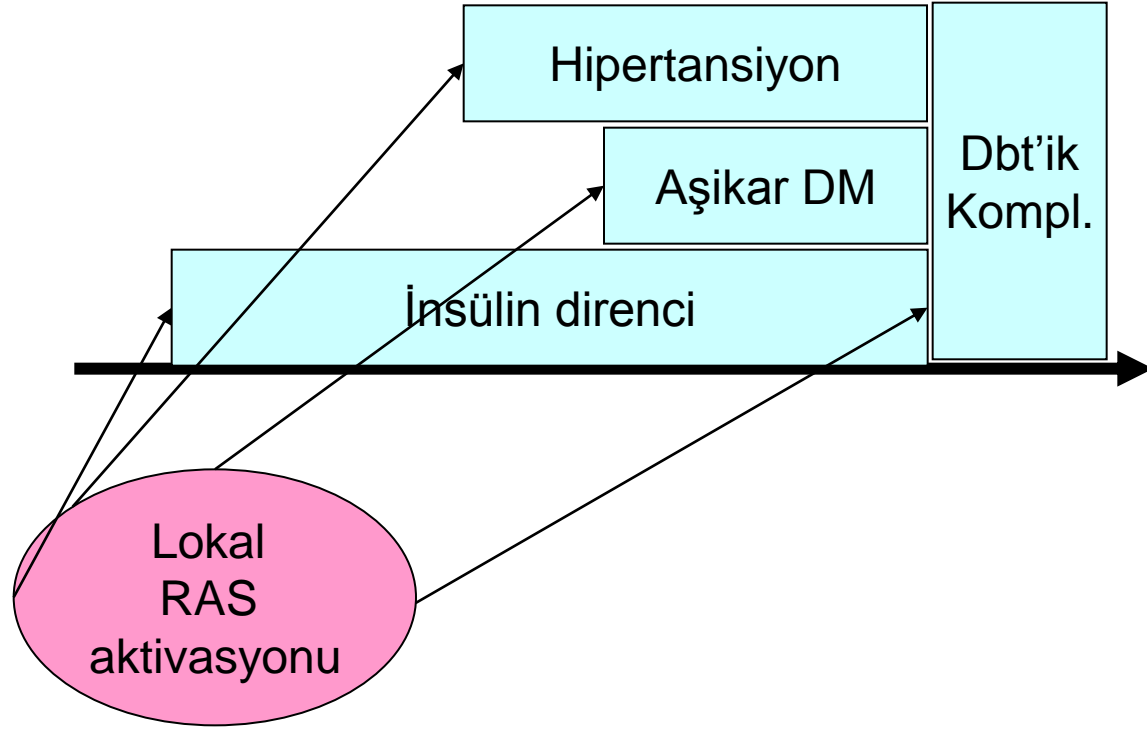 Hipertansiyon
Aşikar DM
Dbt’ik
Kompl.
İnsülin direnci
Lokal
RAS
aktivasyonu